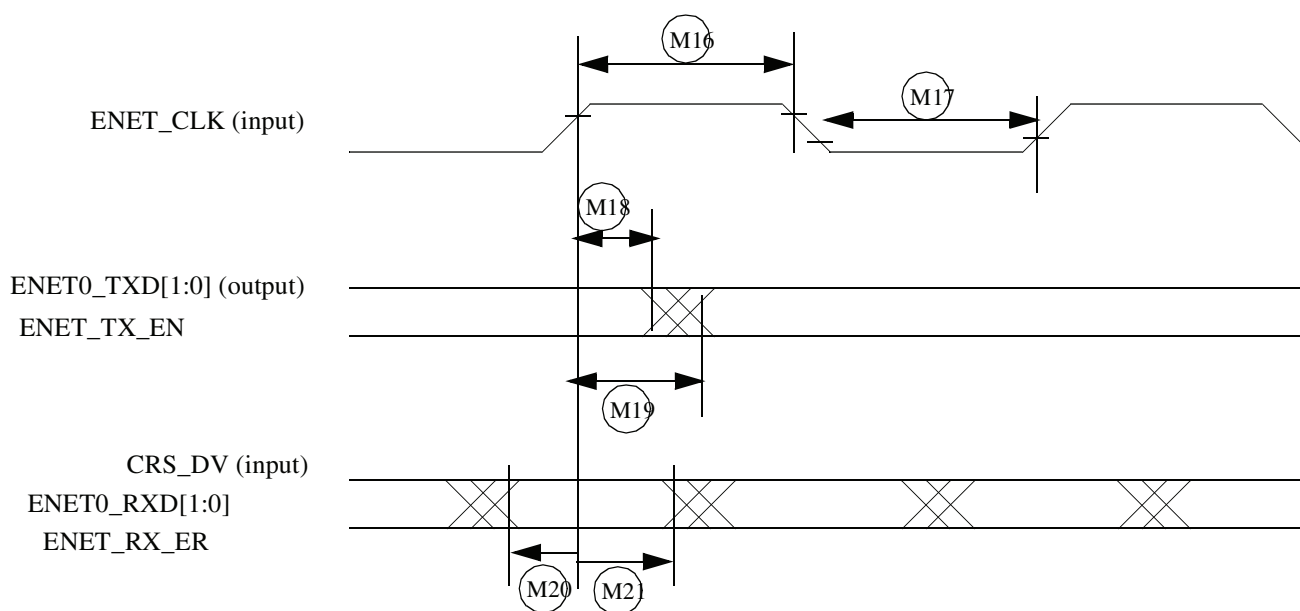 M16
M17
ENET_CLK (input)
M18
ENET0_TXD[1:0] (output)
ENET_TX_EN
M19
CRS_DV (input)
ENET0_RXD[1:0]
ENET_RX_ER
M20
M21